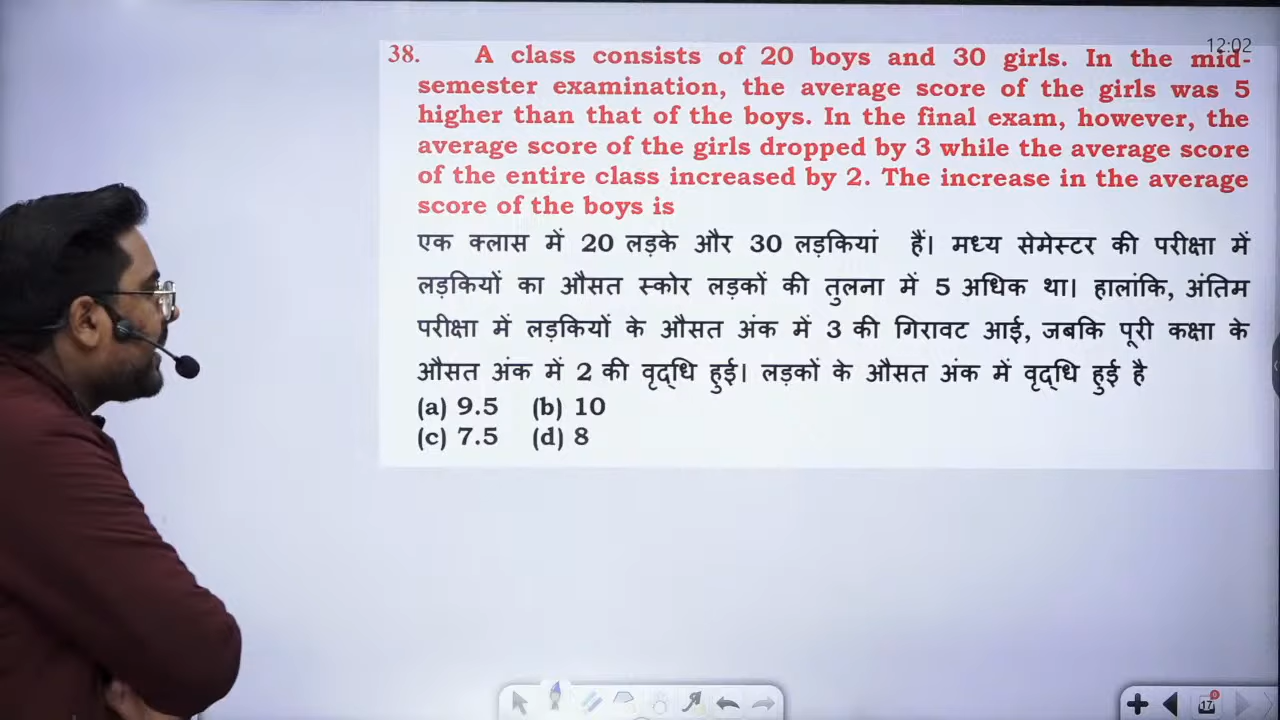 12:02
38. A class consists of 20 boys and 30 girls. In the mid-
semester examination, the average score of the girls was 5
higher than that of the boys. In the final exam, however, the
average score of the girls dropped by 3 while the average score
of the entire class increased by 2. The increase in the average
score of the boys is
एक क्लास में 20 लड़के और 30 लड़कियां हैं। मध्य सेमेस्टर की परीक्षा में
लड़कियों का औसत स्कोर लड़कों की तुलना में 5 अधिक था। हालांकि, अंतिम
परीक्षा में लड़कियों के औसत अंक में 3 की गिरावट आई, जबकि पूरी कक्षा के
औसत अंक में 2 की वृद्धि हुई। लड़कों के औसत अंक में वृद्धि हुई है
(a) 9.5 (b) 10
(c) 7.5 (d) 8
17